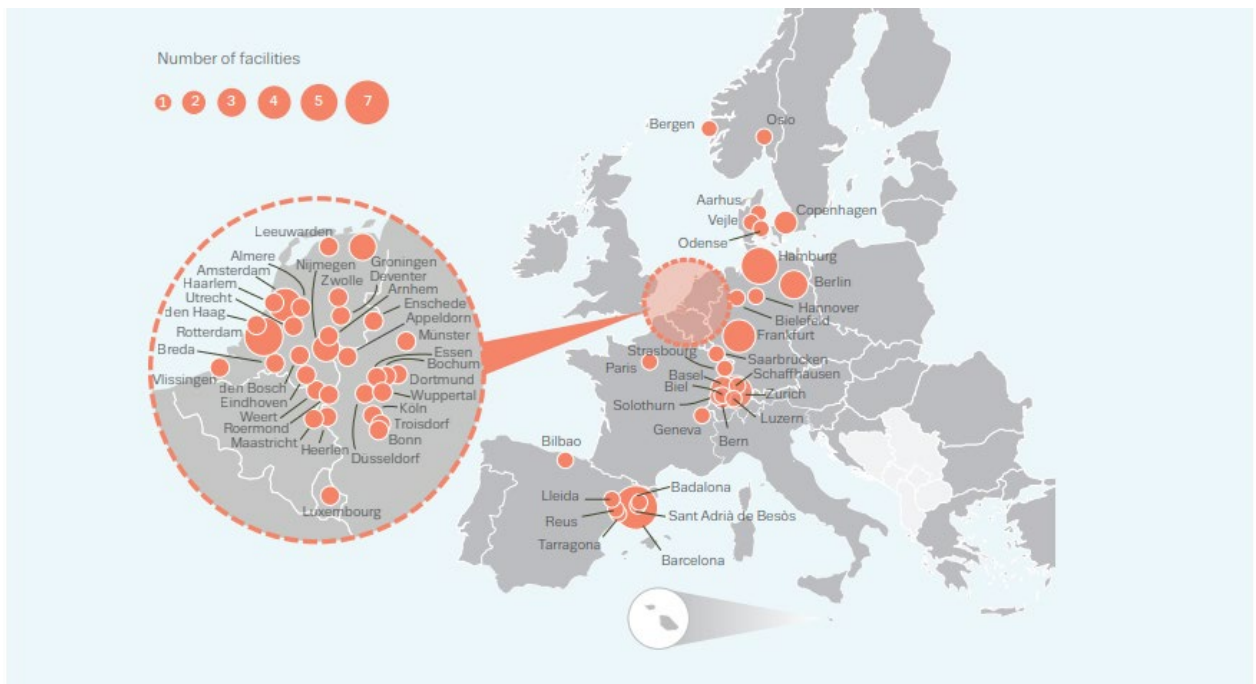 Number of facilities
1 2 3 4 5 7
Bergen
Oslo
Aarhus
Vejle
Copenhagen
Odense
Hamburg
Berlin
Hannover
Bielefeld
Frankfurt
Strasbourg
Saarbrücken
Paris
Basel
Schaffhausen
Biel
Zurich
Solothurn
Luzern
Geneva
Bern
Bilbao
Lleida
Badalona
Reus
Sant Adrià de Besòs
Tarragona
Barcelona
Leeuwarden
Almere
Nijmegen
Groningen
Amsterdam
Zwolle
Deventer
Haarlem
Arnhem
Utrecht
Enschede
den Haag
Appeldorn
Rotterdam
Münster
Breda
Essen
Bochum
Vlissingen
den Bosch
Dortmund
Eindhoven
Wuppertal
Weert
Köln
Roermond
Troisdorf
Maastricht
Heerlen
Bonn
Düsseldorf
Luxembourg